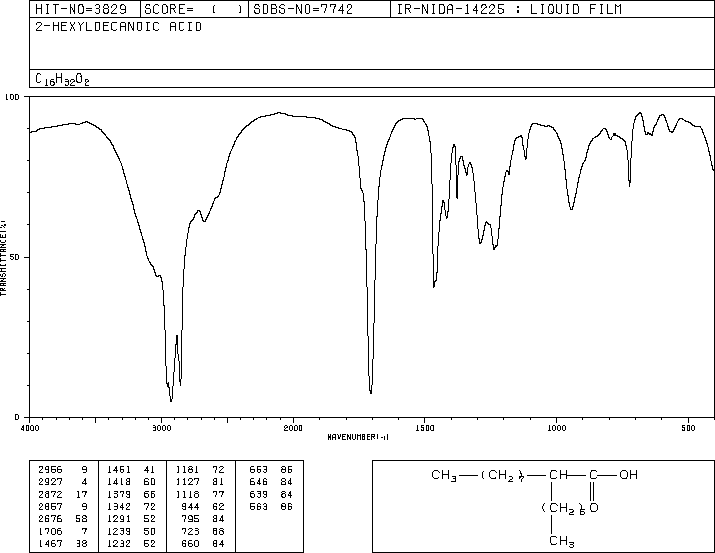 HIT-NO=3829 SCORE= ( ) SDBS-NO=7742 IR-NIDA-14225 : LIQUID FILM
2-HEXYLDECANOIC ACID
C16H32O2
100
50
0
TRANSMITTANCE(%)
4000 3000 2000 1500 1000 500
WAVENUMBER(-1)
2956 9 1461 41 1181 72 663 86
2927 4 1418 60 1127 81 646 84
2872 17 1379 66 1118 77 639 84
2857 9 1342 72 944 62 563 86
2676 58 1291 52 795 84
1706 7 1239 50 723 68
1467 38 1232 52 660 84
CH3 (CH2)7 CH C OH
(CH2)5 O
CH3